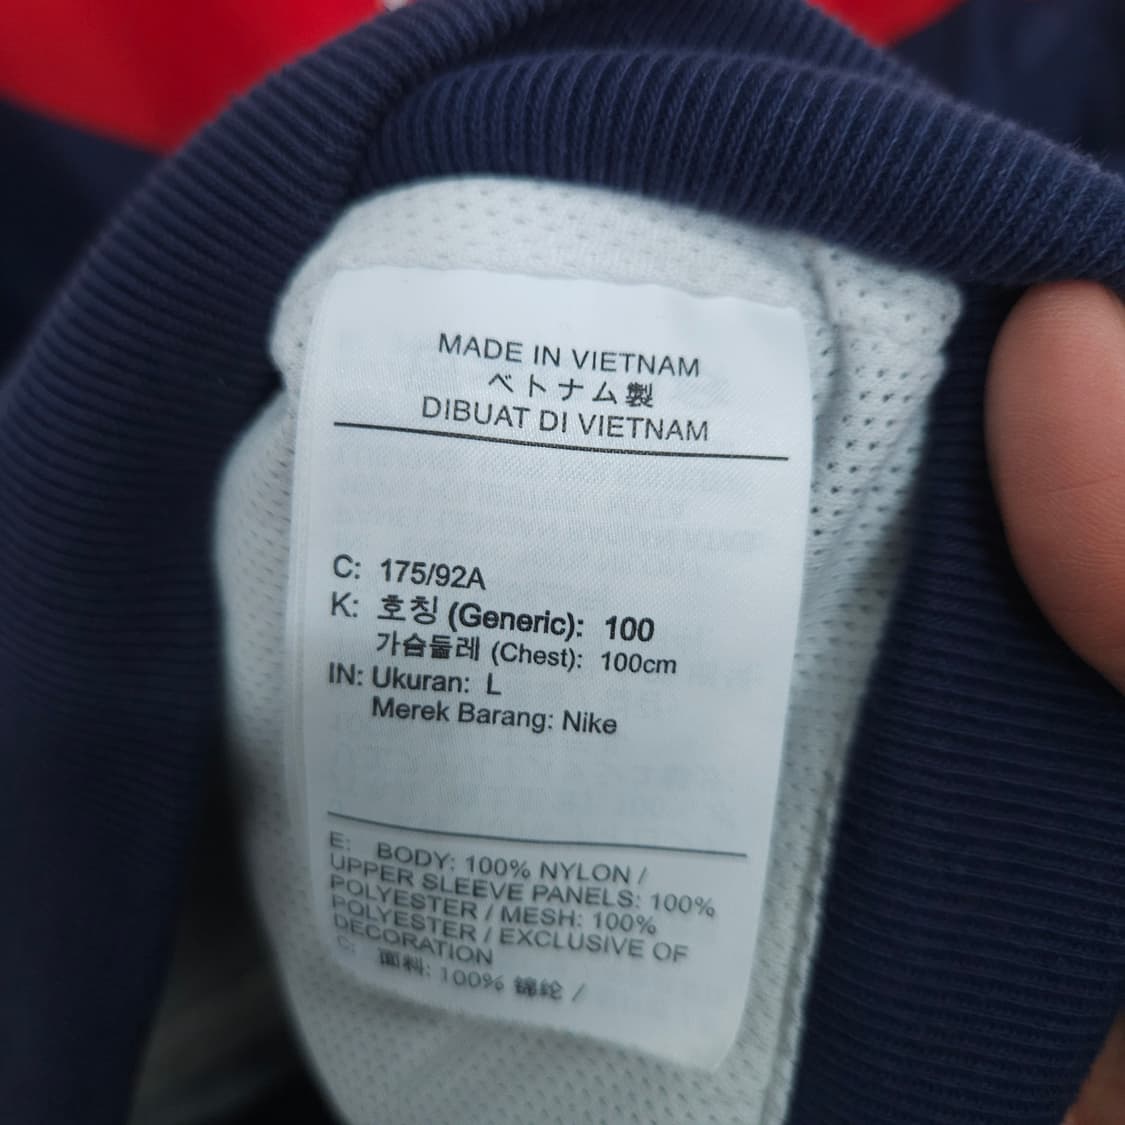 MADE IN VIETNAM
ベトナム製
DIBUAT DI VIETNAM
C: 175/92A
K: 호칭 (Generic): 100
가슴둘레 (Chest): 100cm
IN: Ukuran: L
Merek Barang: Nike
E: BODY: 100% NYLON /
UPPER SLEEVE PANELS: 100%
POLYESTER / MESH: 100%
POLYESTER / EXCLUSIVE OF
DECORATION
C: 面料: 100% 锦纶 /